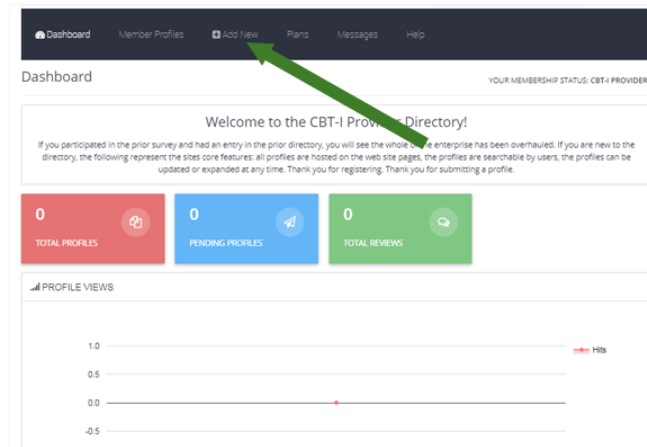 Dashboard Member Profiles Add New Plans Messages Help
Dashboard
YOUR MEMBERSHIP STATUS: CBT-I PROVIDER
Welcome to the CBT-I Provider Directory!
If you participated in the prior survey and had an entry in the prior directory, you will see the whole enterprise has been overhauled. If you are new to the
directory, the following represent the sites core features: all profiles are hosted on the web site pages, the profiles are searchable by users, the profiles can be
updated or expanded at any time. Thank you for registering. Thank you for submitting a profile.
0
TOTAL PROFILES
0
PENDING PROFILES
0
TOTAL REVIEWS
PROFILE VIEWS
1.0
0.5
0.0
-0.5
Hits